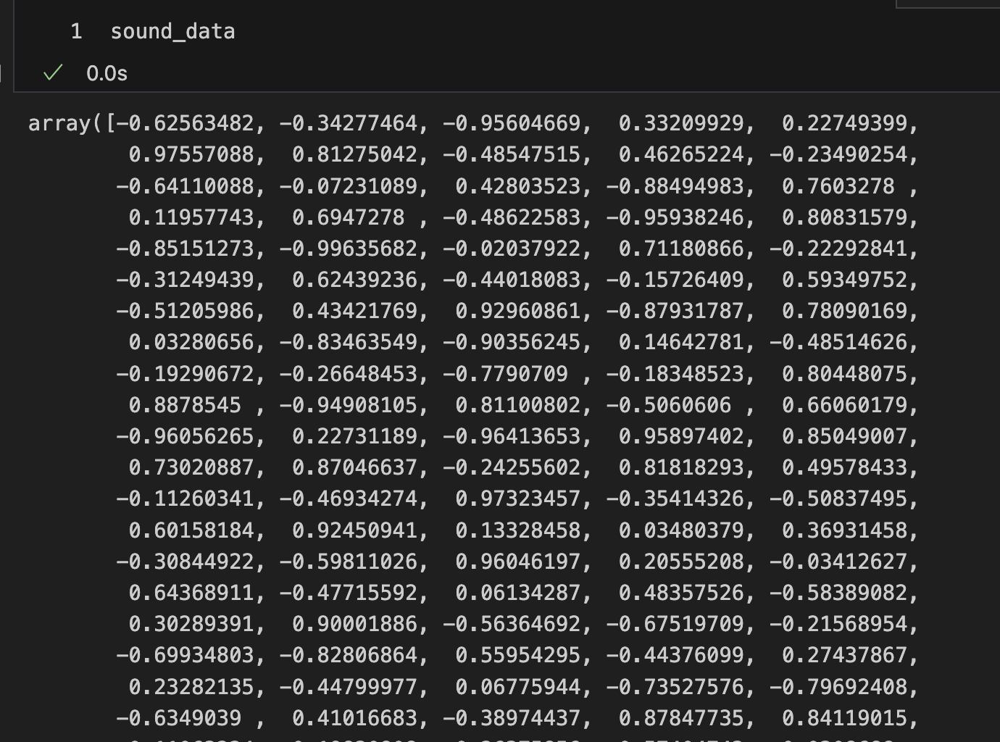 1 sound_data
0.0s
array([-0.62563482, -0.34277464, -0.95604669, 0.33209929, 0.22749399,
0.97557088, 0.81275042, -0.48547515, 0.46265224, -0.23490254,
-0.64110088, -0.07231089, 0.42803523, -0.88494983, 0.7603278 ,
0.11957743, 0.6947278 , -0.48622583, -0.95938246, 0.80831579,
-0.85151273, -0.99635682, -0.02037922, 0.71180866, -0.22292841,
-0.31249439, 0.62439236, -0.44018083, -0.15726409, 0.59349752,
-0.51205986, 0.43421769, 0.92960861, -0.87931787, 0.78090169,
0.03280656, -0.83463549, -0.90356245, 0.14642781, -0.48514626,
-0.19290672, -0.26648453, -0.7790709 , -0.18348523, 0.80448075,
0.8878545 , -0.94908105, 0.81100802, -0.5060606 , 0.66060179,
-0.96056265, 0.22731189, -0.96413653, 0.95897402, 0.85049007,
0.73020887, 0.87046637, -0.24255602, 0.81818293, 0.49578433,
-0.11260341, -0.46934274, 0.97323457, -0.35414326, -0.50837495,
0.60158184, 0.92450941, 0.13328458, 0.03480379, 0.36931458,
-0.30844922, -0.59811026, 0.96046197, 0.20555208, -0.03412627,
0.64368911, -0.47715592, 0.06134287, 0.48357526, -0.58389082,
0.30289391, 0.90001886, -0.56364692, -0.67519709, -0.21568954,
-0.69934803, -0.82806864, 0.55954295, -0.44376099, 0.27437867,
0.23282135, -0.44799977, 0.06775944, -0.73527576, -0.79692408,
-0.6349039 , 0.41016683, -0.38974437, 0.87847735, 0.84119015,